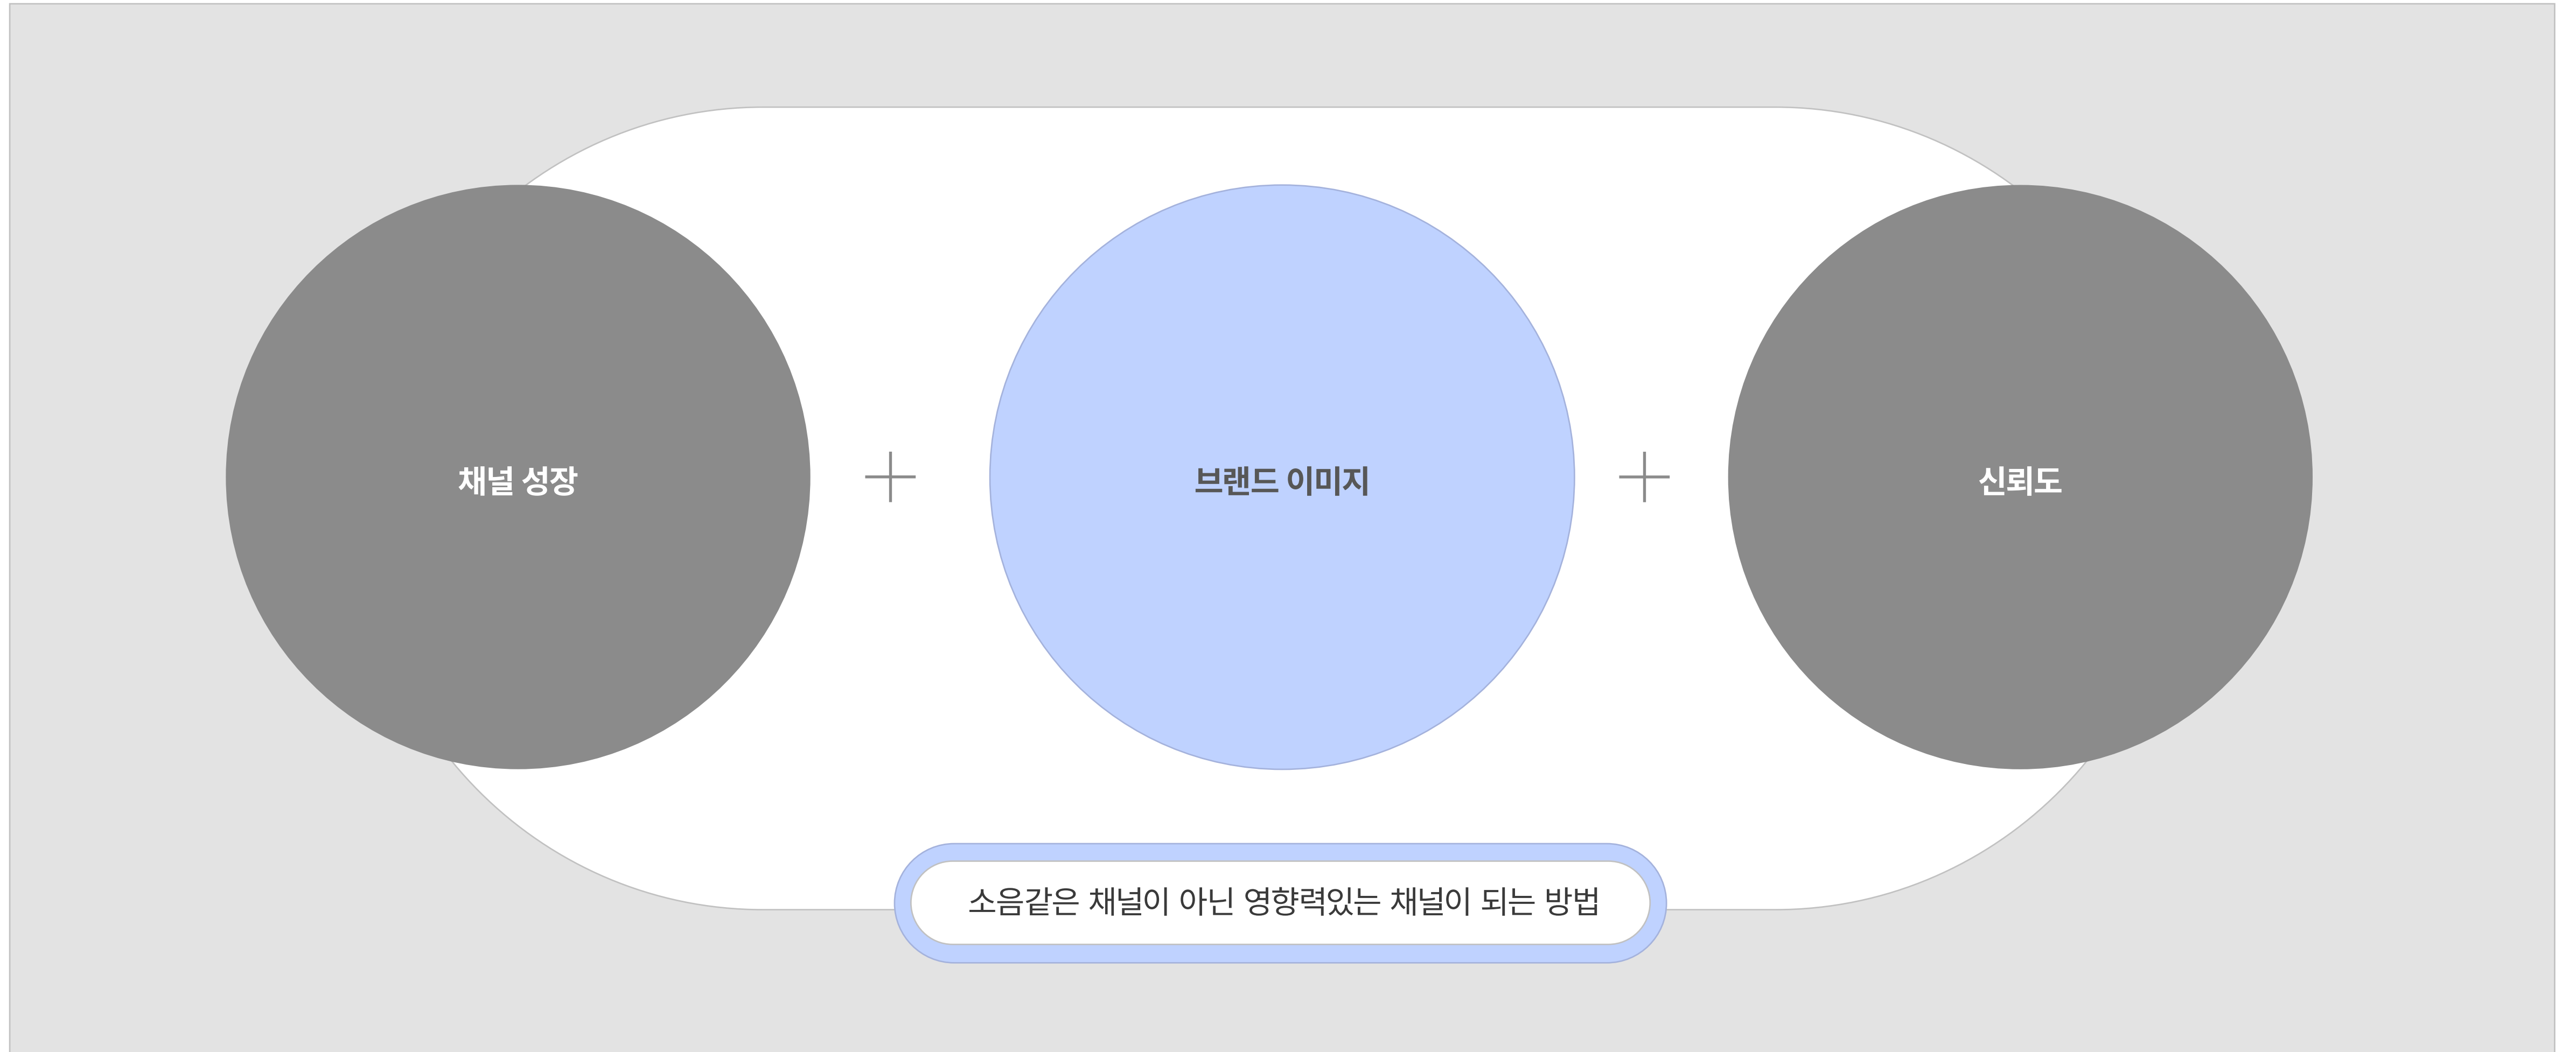 채널 성장
브랜드 이미지
신뢰도
소음같은 채널이 아닌 영향력있는 채널이 되는 방법